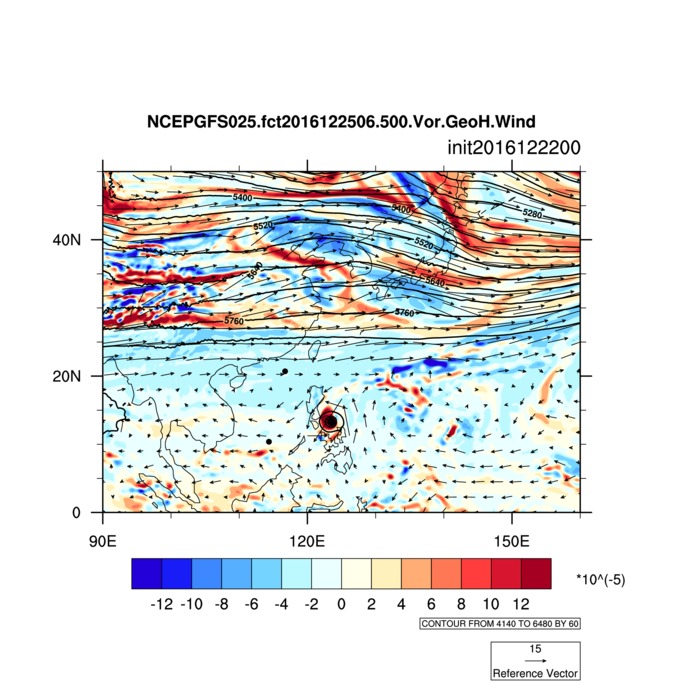 NCEPGFS025.fct2016122506.500.Vor.GeoH.Wind
init2016122200
5400
5400
5280
5520
5520
40N
5640
5640
5760
5760
20N
0
90E 120E 150E
-12 -10 -8 -6 -4 -2 0 2 4 6 8 10 12
*10^(-5)
CONTOUR FROM 4140 TO 6480 BY 60
15
Reference Vector